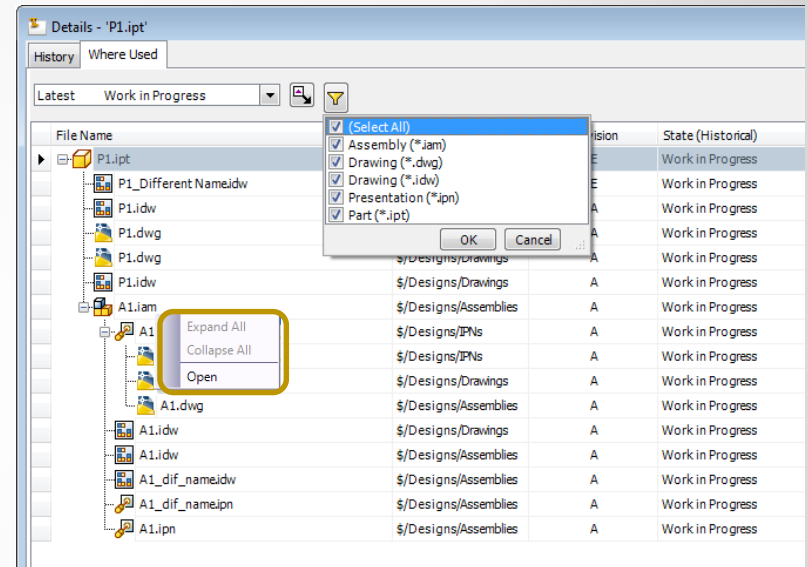 Details - 'P1.ipt'
History Where Used
Latest Work in Progress
File Name vision State (Historical)
(Select All)
Assembly (*.iam)
Drawing (*.dwg)
Drawing (*.idw)
Presentation (*.ipn)
Part (*.ipt)
OK Cancel
P1.ipt E Work in Progress
P1_Different Name.idw E Work in Progress
P1.idw A Work in Progress
P1.dwg A Work in Progress
P1.dwg $/Designs/Drawings A Work in Progress
P1.idw $/Designs/Drawings A Work in Progress
A1.iam $/Designs/Assemblies A Work in Progress
A1 $/Designs/IPNs A Work in Progress
Expand All
Collapse All
Open
$/Designs/IPNs A Work in Progress
$/Designs/Drawings A Work in Progress
A1.dwg $/Designs/Assemblies A Work in Progress
A1.idw $/Designs/Drawings A Work in Progress
A1.idw $/Designs/Assemblies A Work in Progress
A1_dif_name.idw $/Designs/Assemblies A Work in Progress
A1_dif_name.ipn $/Designs/Assemblies A Work in Progress
A1.ipn $/Designs/Assemblies A Work in Progress